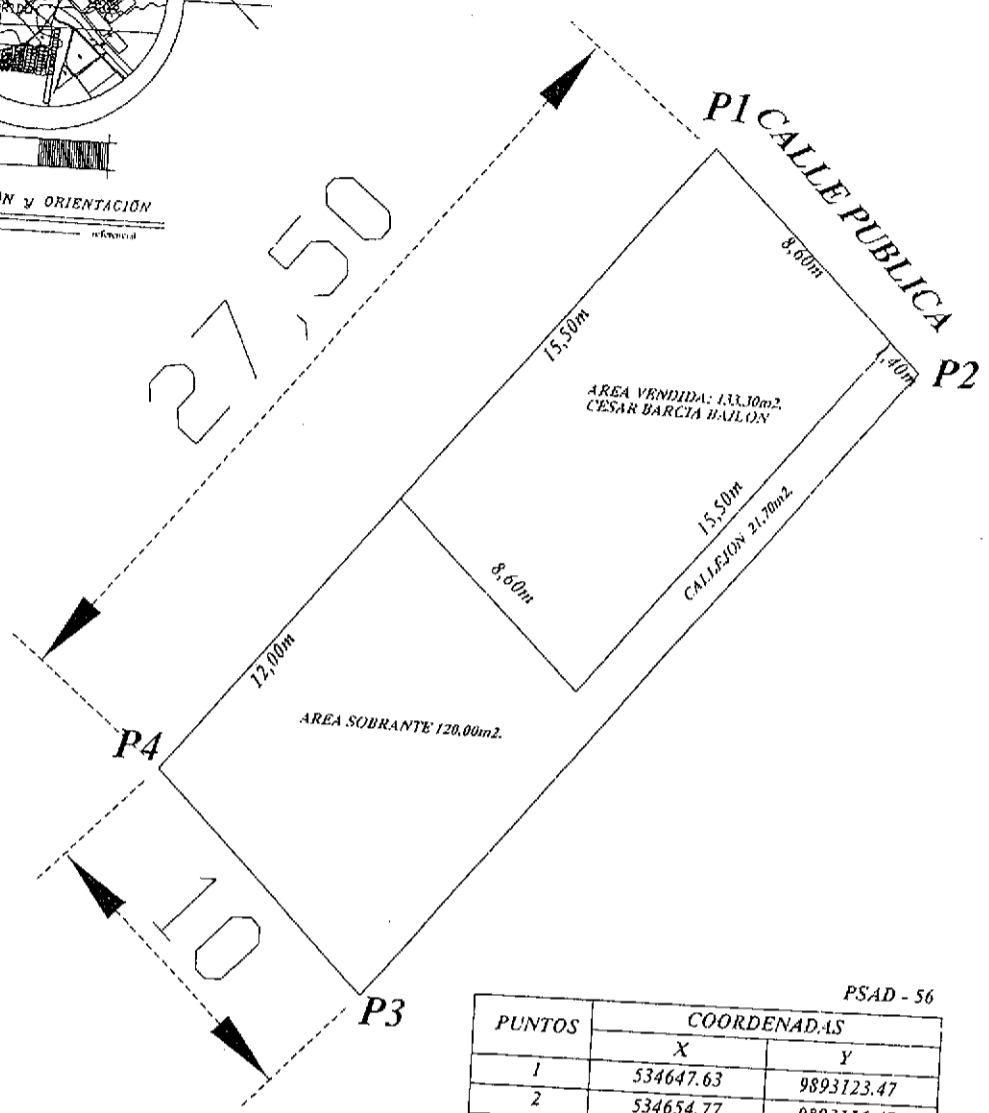 ÓN y ORIENTACIÓN
referencial
27,50
P1
CALLE PUBLICA
8,60m
1,40m
P2
15,50m
AREA VENDIDA: 133,30m2.
CESAR BARCIA BAILON
15,50m
CALLEJON 21,70m2.
8,60m
12,00m
AREA SOBRANTE 120,00m2.
P4
10
P3
PSAD - 56
PUNTOS COORDENADAS
X Y
1 534647.63 9893123.47
2 534654.77